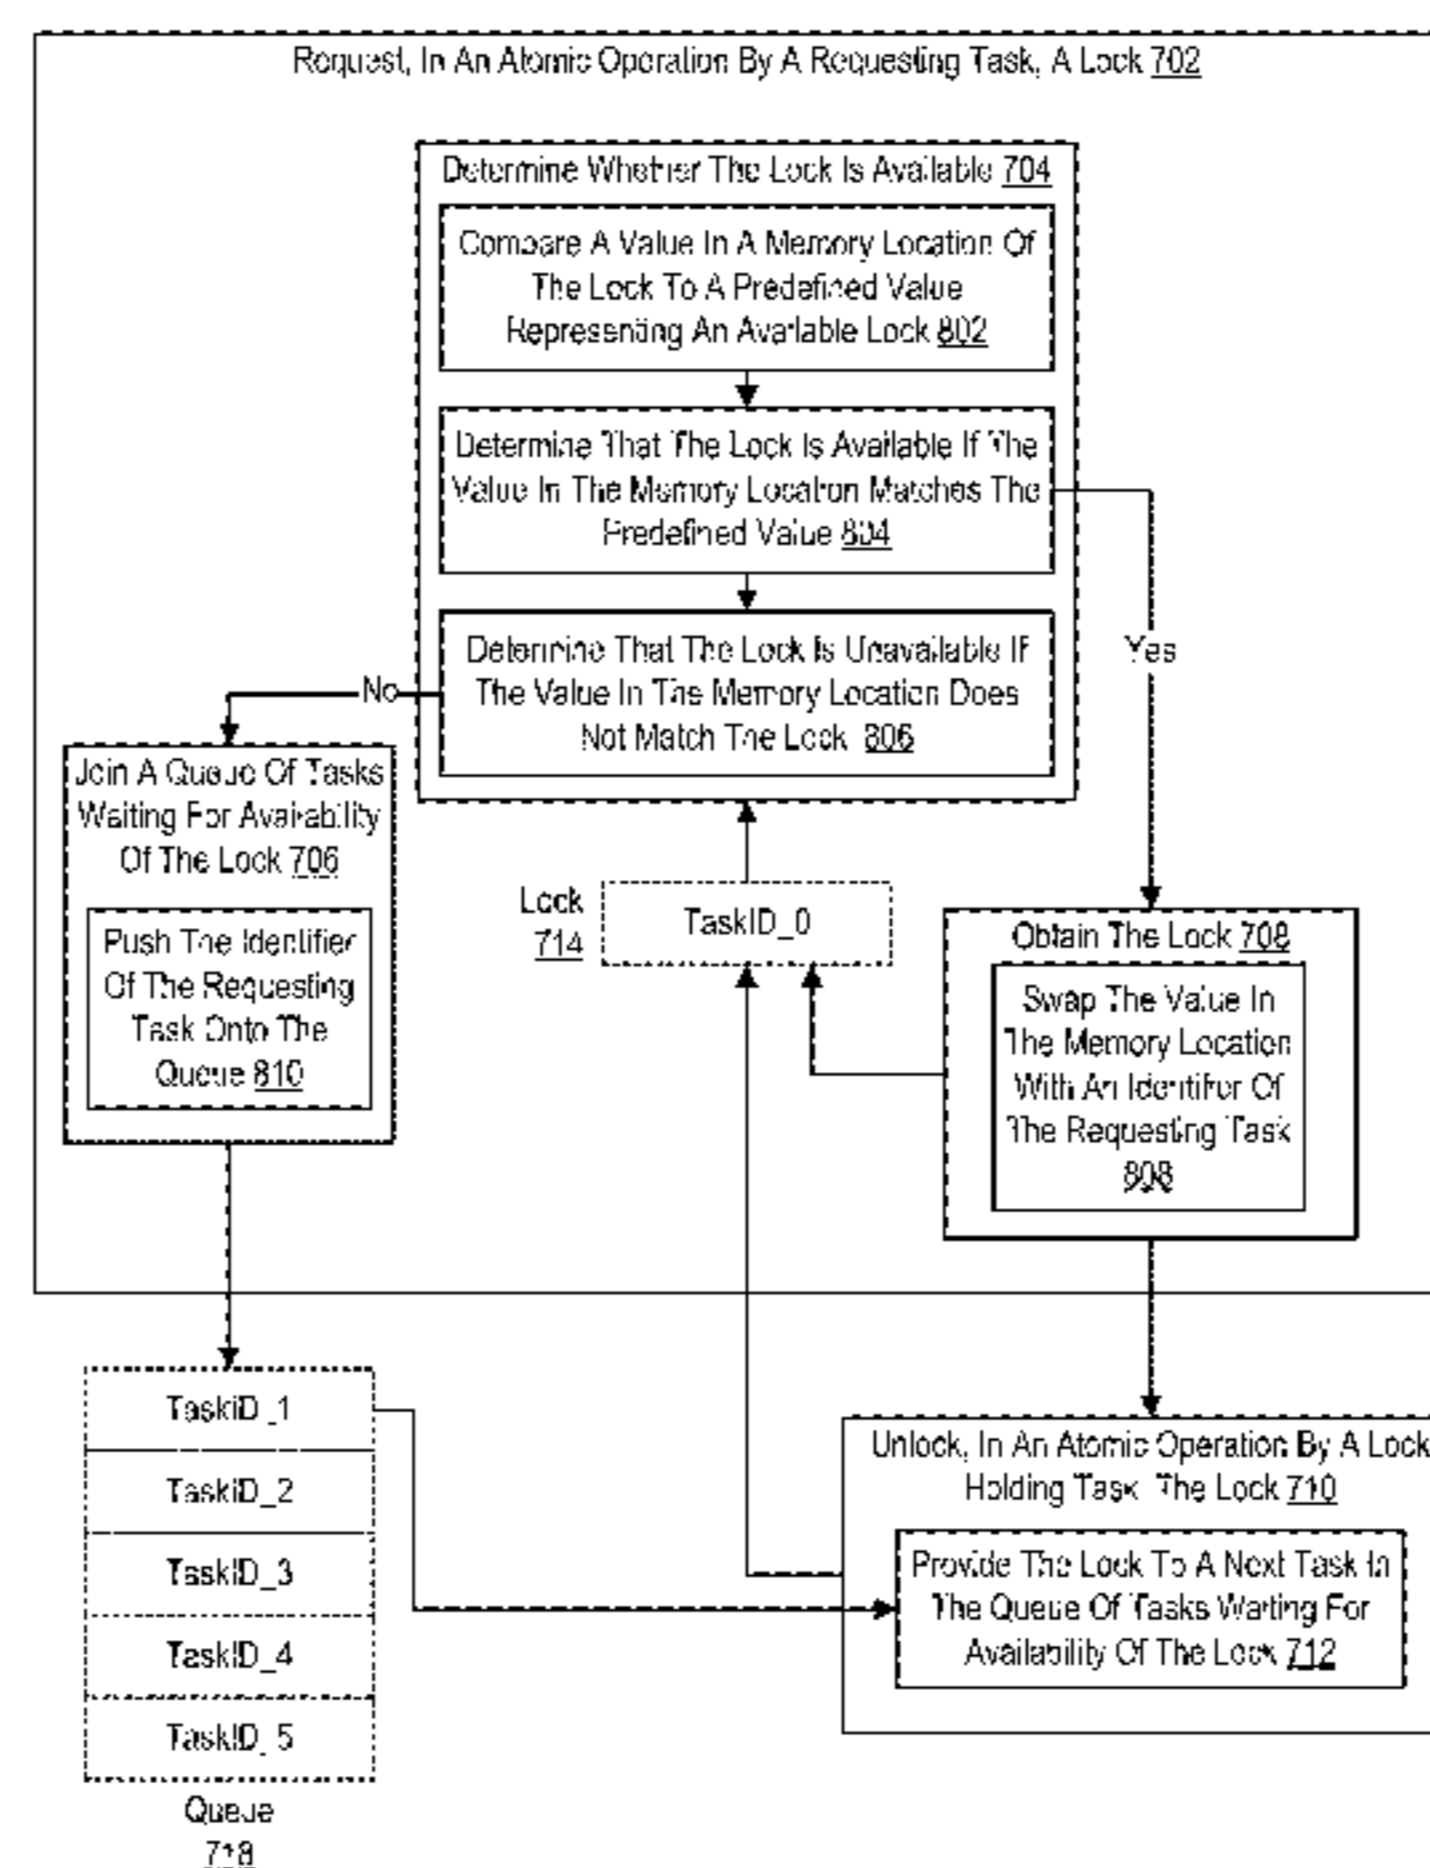 Request, In An Atomic Operation By A Requesting Task, A Lock 702
Determine Whether The Lock Is Available 704
Compare A Value In A Memory Location Of
The Lock To A Predefined Value
Representing An Available Lock 802
Determine That The Lock Is Available If The
Value In The Memory Location Matches The
Predefined Value 804
Yes
Determine That The Lock Is Unavailable If
The Value In The Memory Location Does
Not Match The Lock 806
No
Join A Queue Of Tasks
Waiting For Availability
Of The Lock 706
Push The Identifier
Of The Requesting
Task Onto The
Queue 810
Lock
714
TaskID_0
Obtain The Lock 708
Swap The Value In
The Memory Location
With An Identifer Of
The Requesting Task
808
TaskID_1
TaskID_2
TaskID_3
TaskID_4
TaskID_5
Queue
718
Unlock, In An Atomic Operation By A Lock
Holding Task The Lock 710
Provide The Lock To A Next Task In
The Queue Of Tasks Waiting For
Availability Of The Lock 712